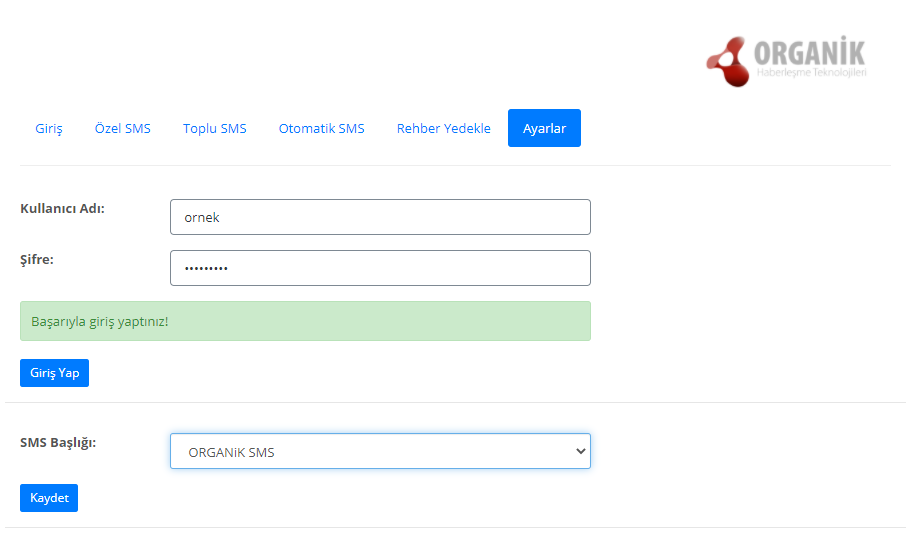 ORGANİK
Haberleşme Teknolojileri
Giriş Özel SMS Toplu SMS Otomatik SMS Rehber Yedekle Ayarlar
Kullanıcı Adı: ornek
Şifre: •••••••••
Başarıyla giriş yaptınız!
Giriş Yap
SMS Başlığı: ORGANiK SMS
Kaydet